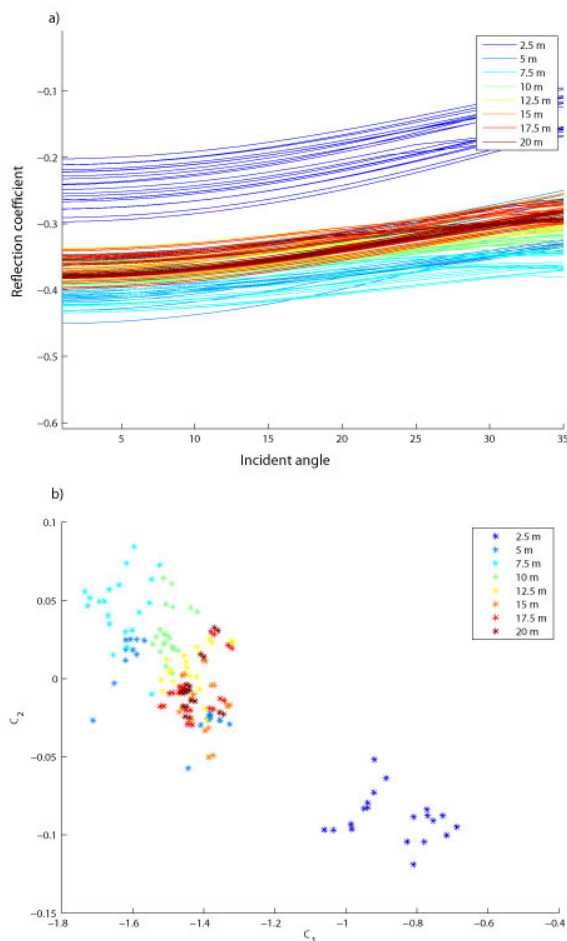 a)
2.5 m
5 m
7.5 m
10 m
12.5 m
15 m
17.5 m
20 m
−0.1
−0.2
−0.3
−0.4
−0.5
−0.6
Reflection coefficient
5
10
15
20
25
30
35
Incident angle
b)
2.5 m
5 m
7.5 m
10 m
12.5 m
15 m
17.5 m
20 m
0.1
0.05
0
−0.05
−0.1
−0.15
C₂
−1.8
−1.6
−1.4
−1.2
−1
−0.8
−0.6
−0.4
C₁